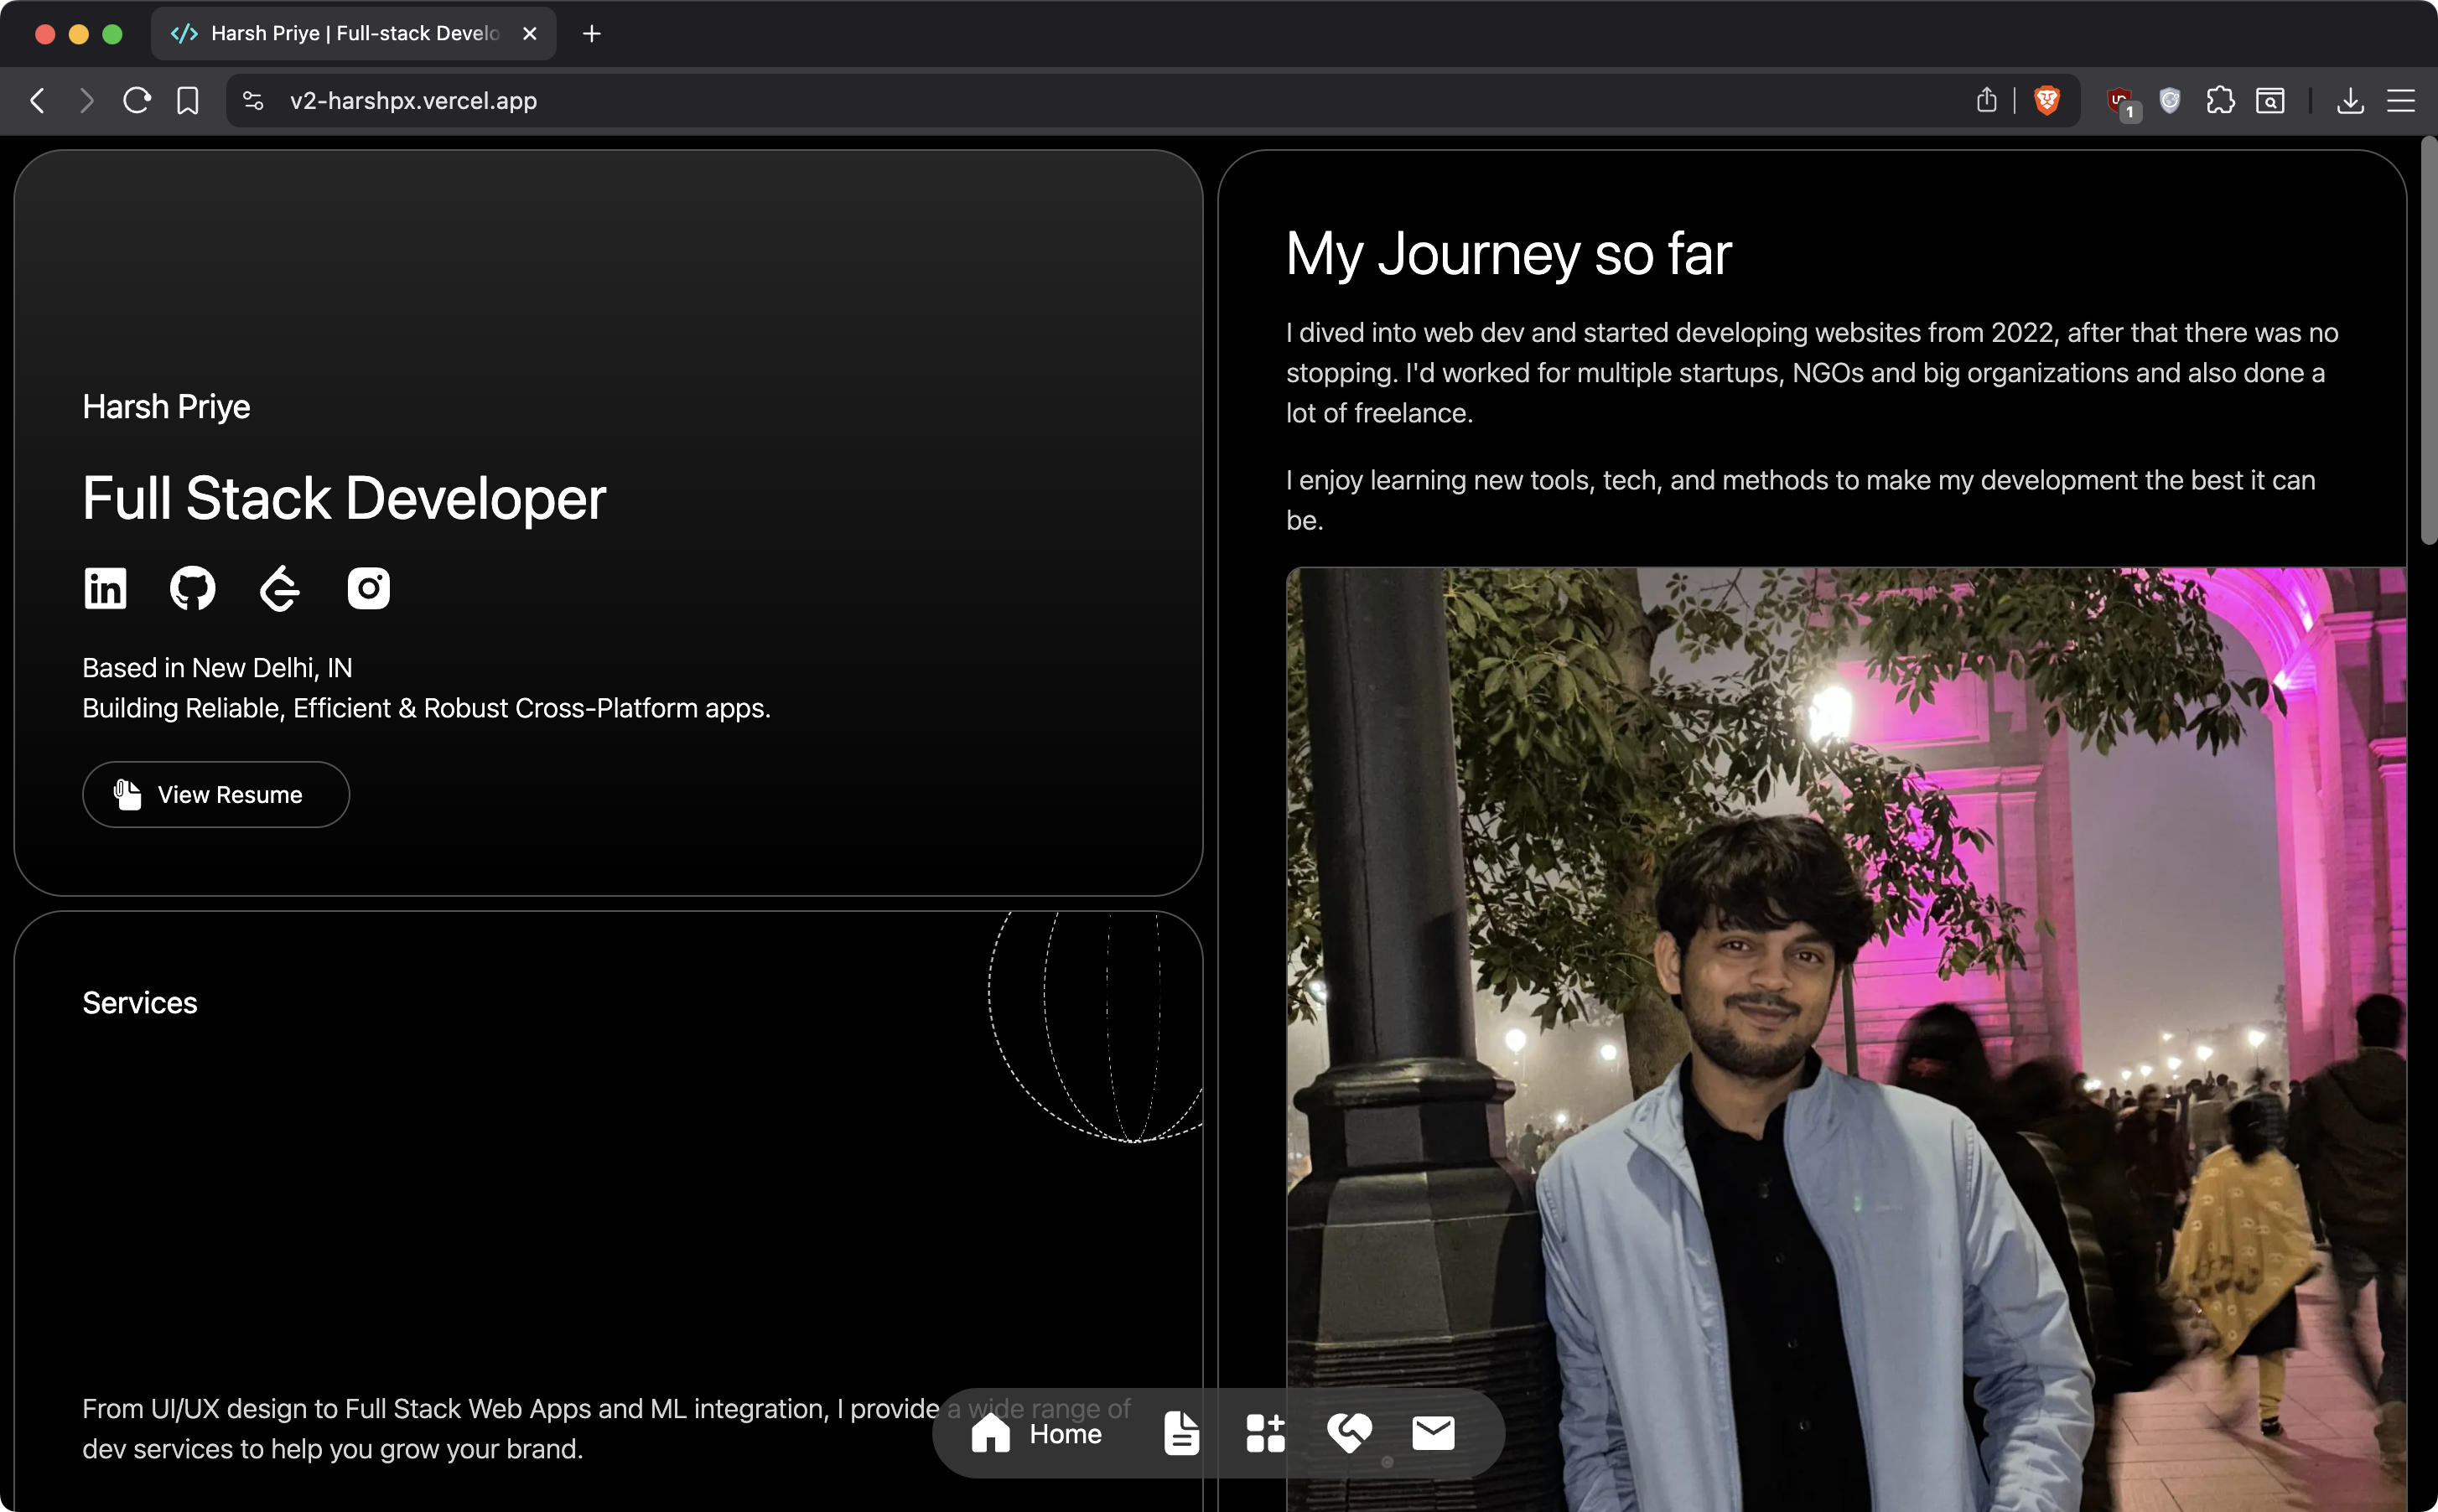 Harsh Priye | Full-stack Develo
v2-harshpx.vercel.app
1
Harsh Priye
Full Stack Developer
Based in New Delhi, IN
Building Reliable, Efficient & Robust Cross-Platform apps.
View Resume
Services
From UI/UX design to Full Stack Web Apps and ML integration, I provide a wide range of
dev services to help you grow your brand.
My Journey so far
I dived into web dev and started developing websites from 2022, after that there was no
stopping. I'd worked for multiple startups, NGOs and big organizations and also done a
lot of freelance.
I enjoy learning new tools, tech, and methods to make my development the best it can
be.
Home